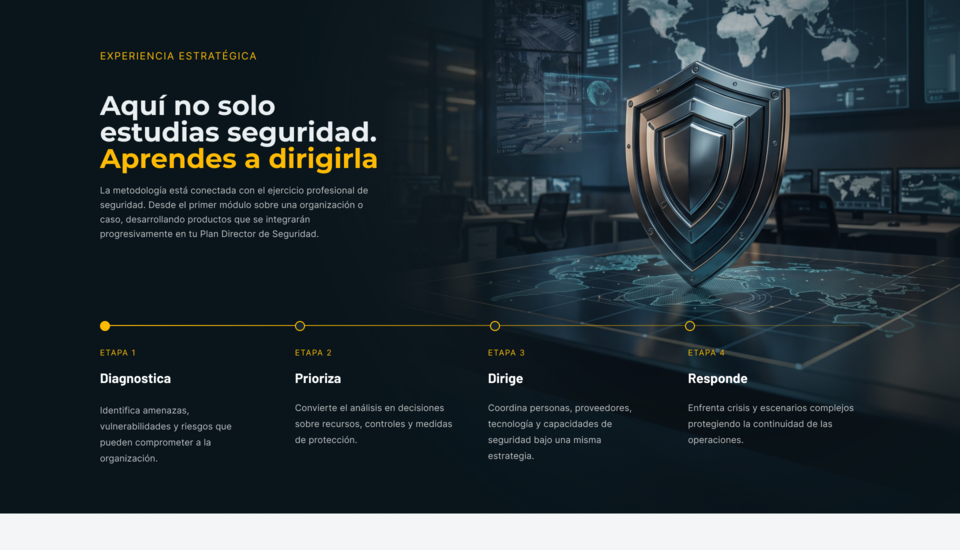 EXPERIENCIA ESTRATÉGICA
Aquí no solo
estudias seguridad.
Aprendes a dirigirla
La metodología está conectada con el ejercicio profesional de
seguridad. Desde el primer módulo sobre una organización o
caso, desarrollando productos que se integrarán
progresivamente en tu Plan Director de Seguridad.
ETAPA 1
Diagnostica
Identifica amenazas,
vulnerabilidades y riesgos que
pueden comprometer a la
organización.
ETAPA 2
Prioriza
Convierte el análisis en decisiones
sobre recursos, controles y medidas
de protección.
ETAPA 3
Dirige
Coordina personas, proveedores,
tecnología y capacidades de
seguridad bajo una misma
estrategia.
ETAPA 4
Responde
Enfrenta crisis y escenarios complejos
protegiendo la continuidad de las
operaciones.